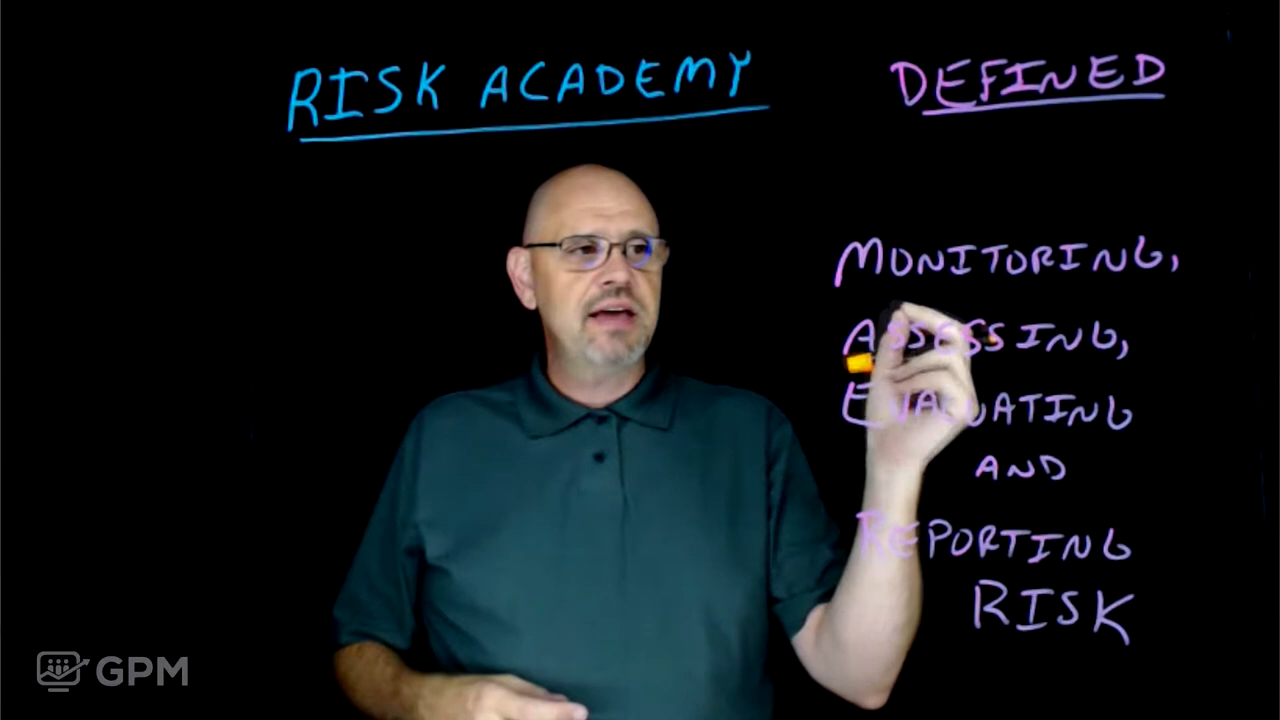 RISK ACADEMY
DEFINED
MONITORING,
ASSESSING,
EVALUATING
AND
REPORTING
RISK
GPM